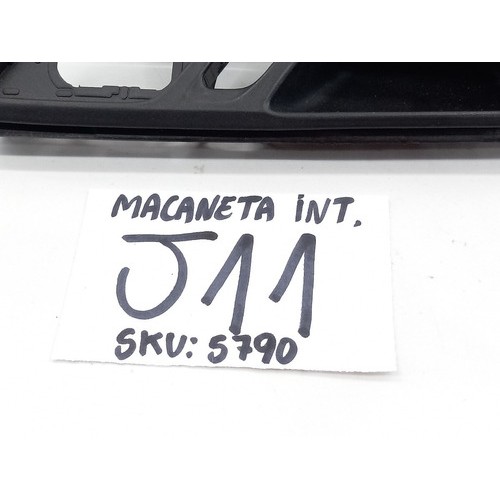 MACANETA INT.
J11
SKU: 5790